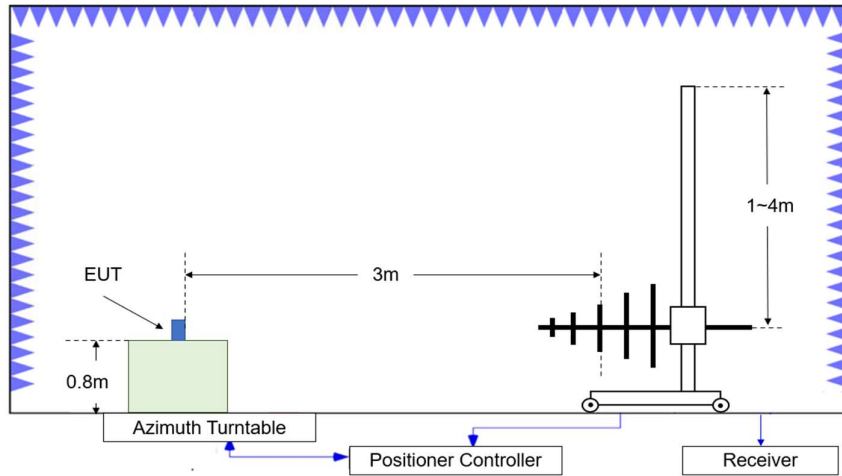 1~4m
EUT
3m
0.8m
Azimuth Turntable
Positioner Controller
Receiver